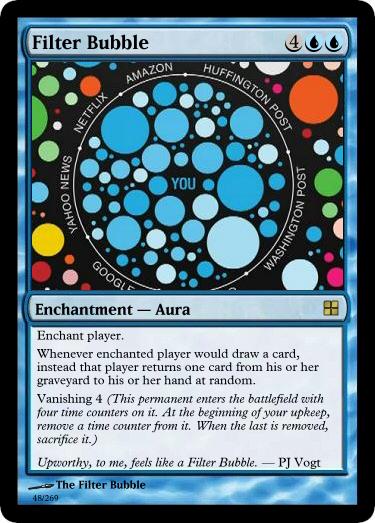 Filter Bubble 4
AMAZON
HUFFINGTON POST
NETFLIX
YAHOO NEWS
YOU
WASHINGTON POST
GOOGLE
Enchantment — Aura
Enchant player.
Whenever enchanted player would draw a card,
instead that player returns one card from his or her
graveyard to his or her hand at random.
Vanishing 4 (This permanent enters the battlefield with
four time counters on it. At the beginning of your upkeep,
remove a time counter from it. When the last is removed,
sacrifice it.)
Upworthy, to me, feels like a Filter Bubble. — PJ Vogt
The Filter Bubble
48/269